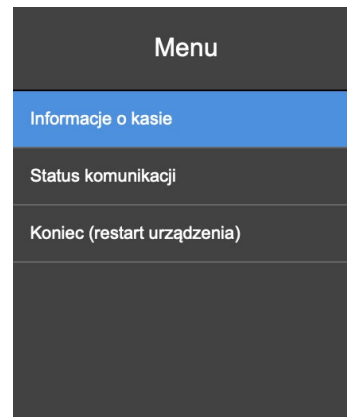 Menu
Informacje o kasie
Status komunikacji
Koniec (restart urządzenia)